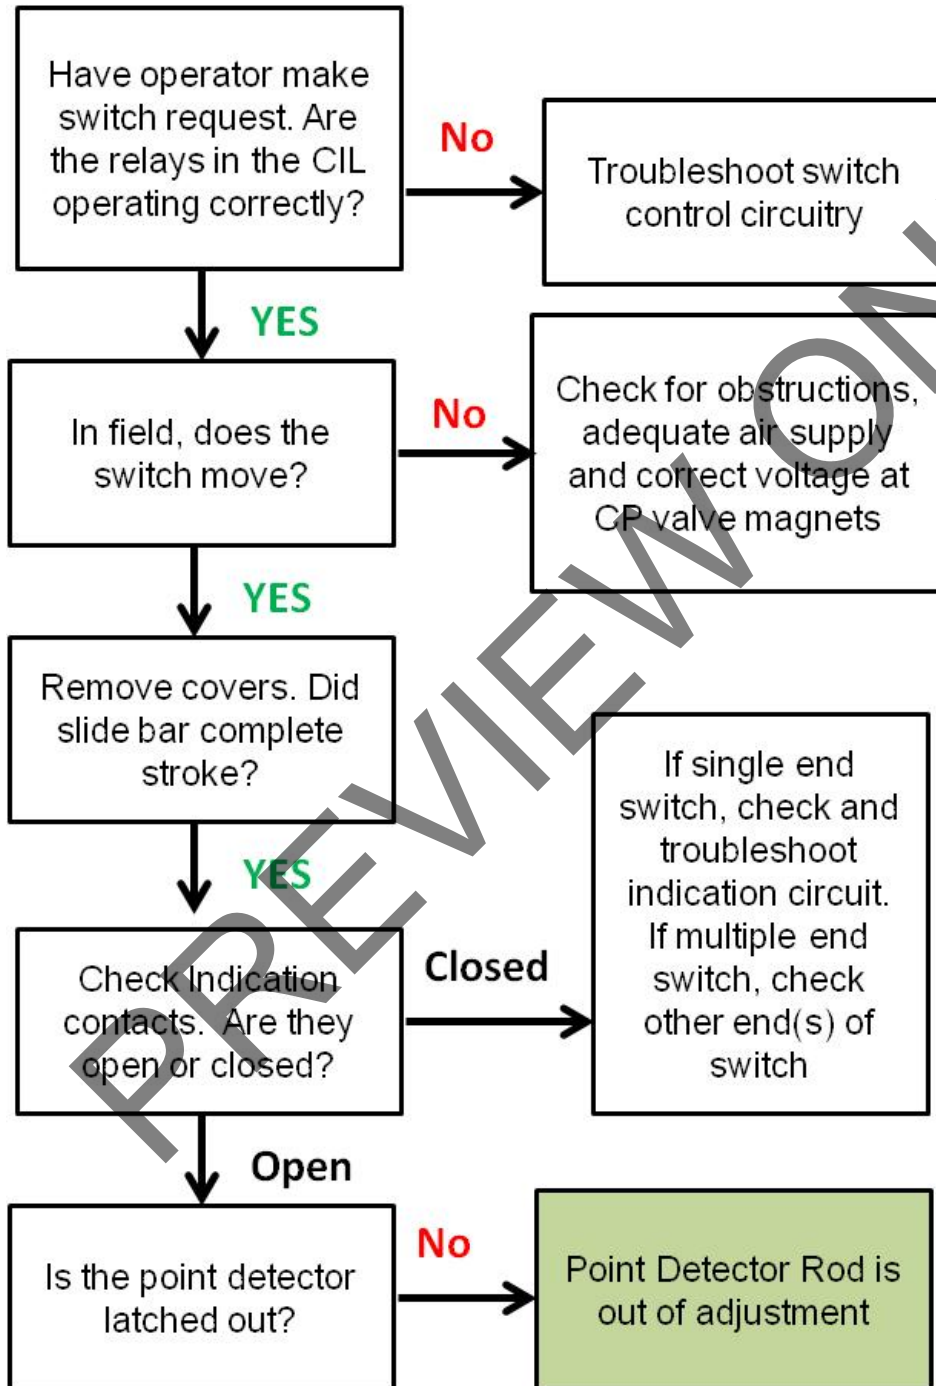 Have operator make
switch request. Are
the relays in the CIL
operating correctly?
No
Troubleshoot switch
control circuitry
YES
In field, does the
switch move?
No
Check for obstructions,
adequate air supply
and correct voltage at
CP valve magnets
YES
Remove covers. Did
slide bar complete
stroke?
YES
Check Indication
contacts. Are they
open or closed?
Closed
If single end
switch, check and
troubleshoot
indication circuit.
If multiple end
switch, check
other end(s) of
switch
Open
Is the point detector
latched out?
No
Point Detector Rod is
out of adjustment
PREVIEW ON